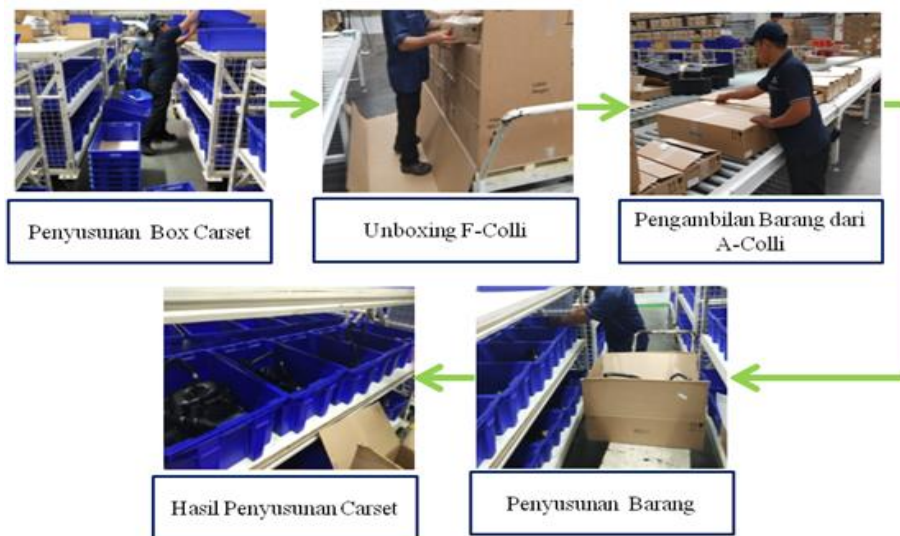 Penyusunan Box Carset
Unboxing F-Colli
Pengambilan Barang dari
A-Colli
Penyusunan Barang
Hasil Penyusunan Carset